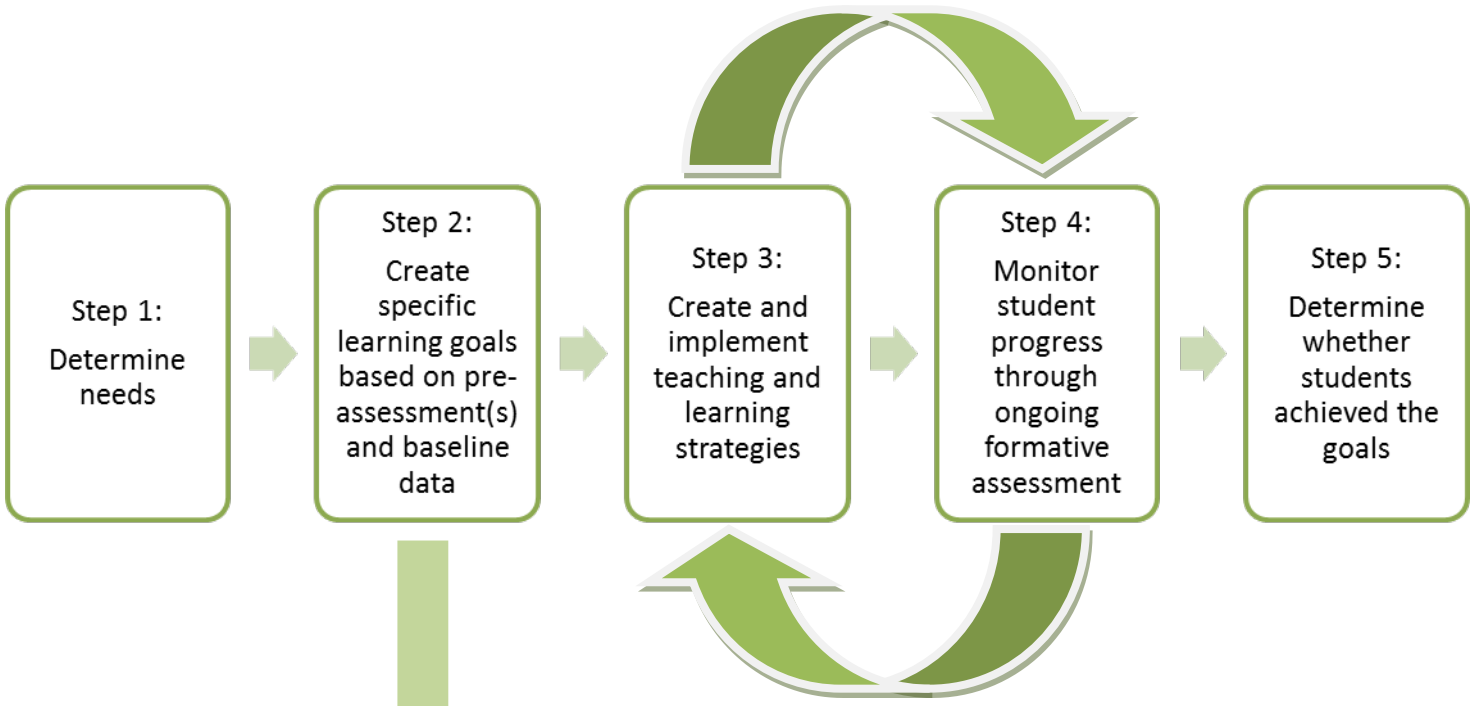 Step 1:
Determine
needs
Step 2:
Create
specific
learning goals
based on pre-
assessment(s)
and baseline
data
Step 3:
Create and
implement
teaching and
learning
strategies
Step 4:
Monitor
student
progress
through
ongoing
formative
assessment
Step 5:
Determine
whether
students
achieved the
goals